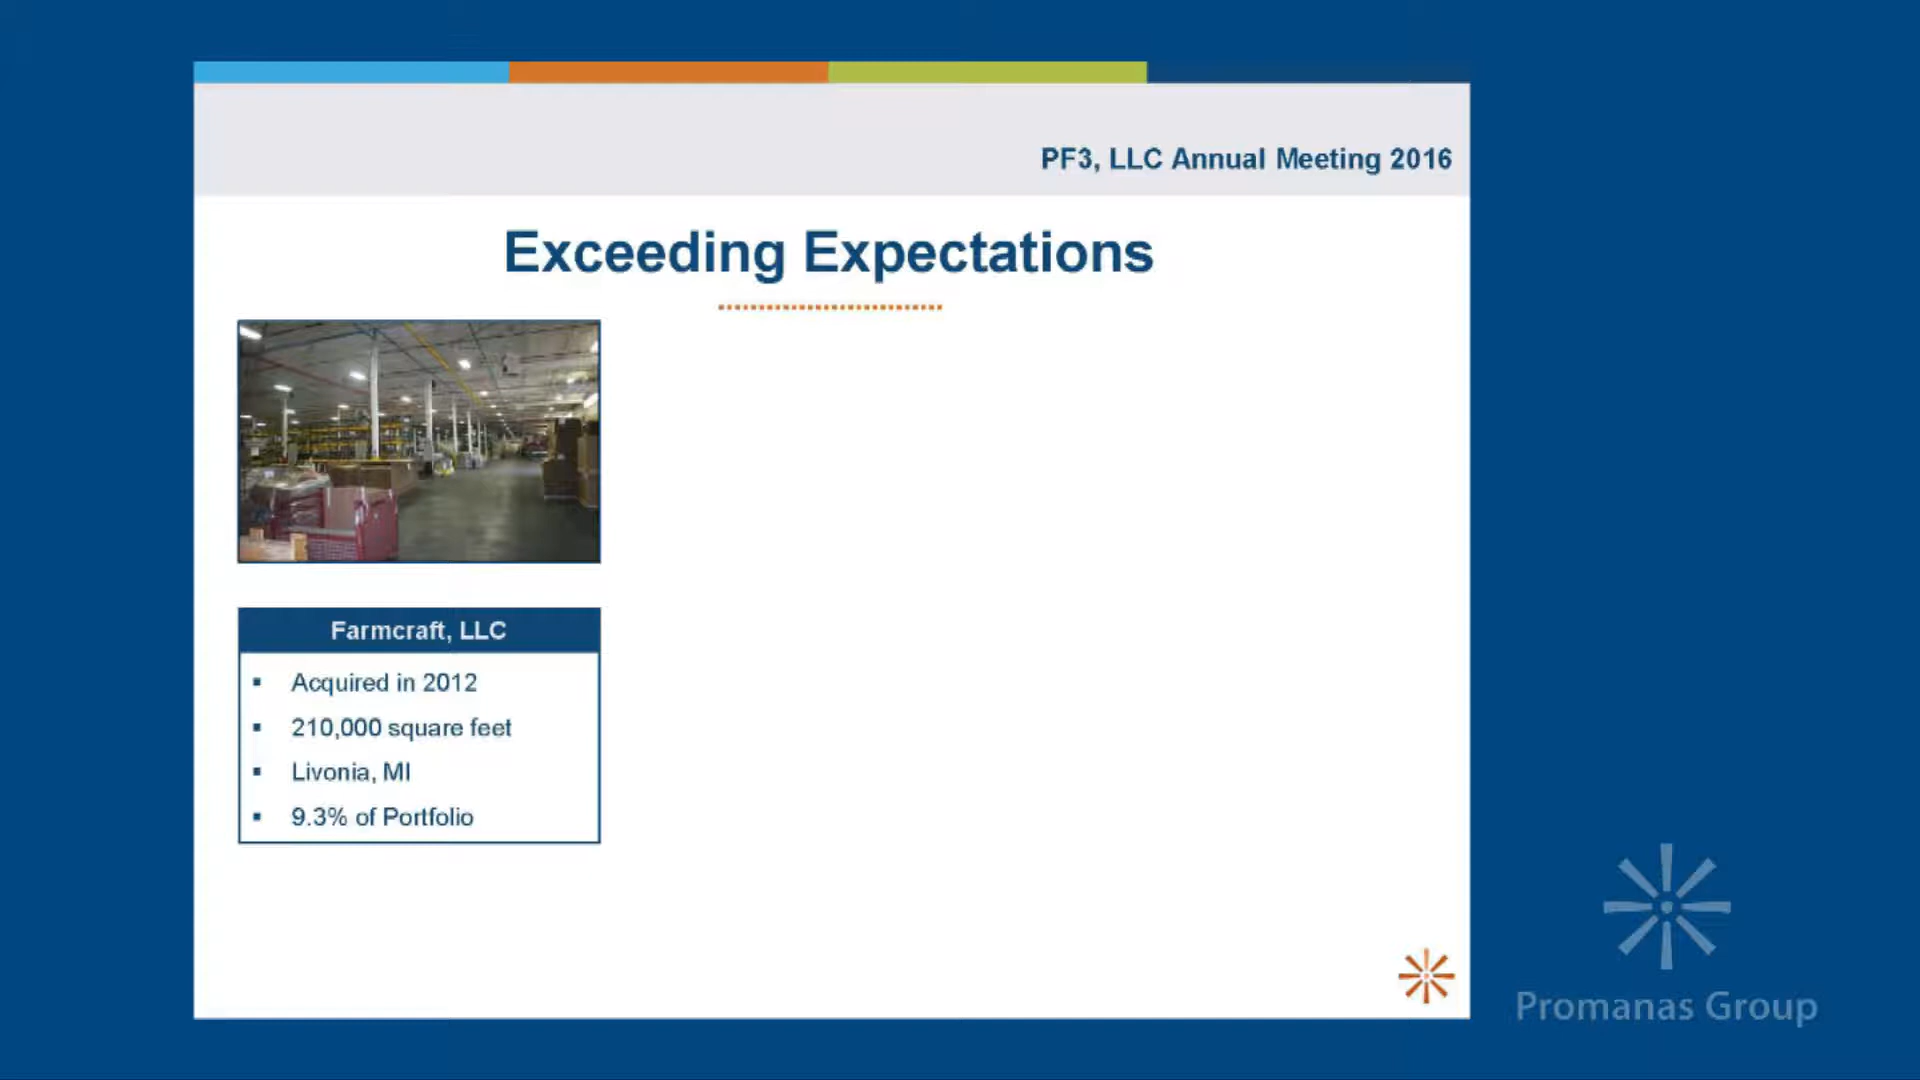 PF3, LLC Annual Meeting 2016
Exceeding Expectations
Farmcraft, LLC
▪ Acquired in 2012
▪ 210,000 square feet
▪ Livonia, MI
▪ 9.3% of Portfolio
Promanas Group